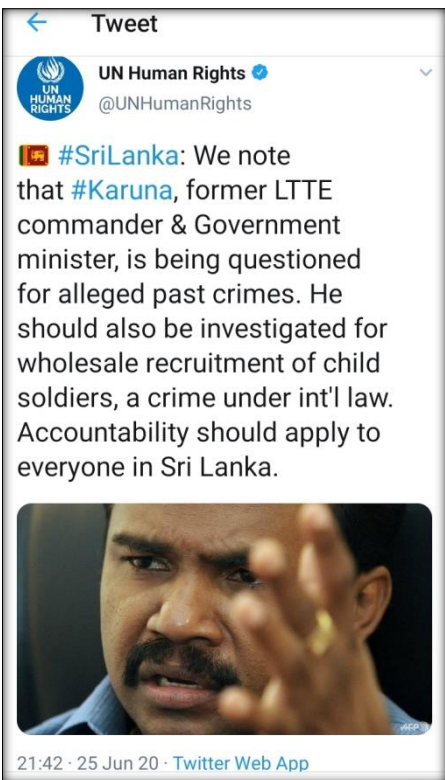 Tweet
UN
HUMAN
RIGHTS
UN Human Rights
@UNHumanRights
#SriLanka: We note
that #Karuna, former LTTE
commander & Government
minister, is being questioned
for alleged past crimes. He
should also be investigated for
wholesale recruitment of child
soldiers, a crime under int'l law.
Accountability should apply to
everyone in Sri Lanka.
AFP
21:42 · 25 Jun 20 · Twitter Web App